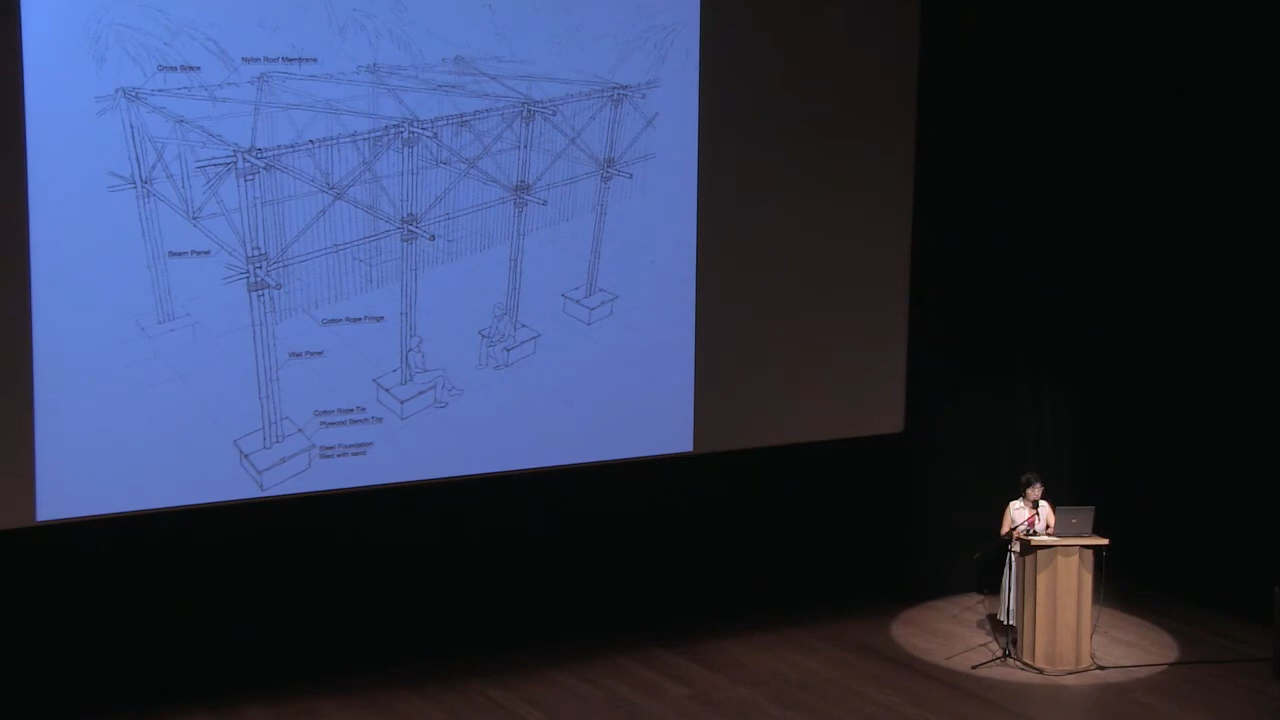 Cross Brace
Nylon Roof Membrane
Beam Panel
Cotton Rope Fringe
Wall Panel
Cotton Rope Tie
Plywood Bench Top
Steel Foundation
filled with sand